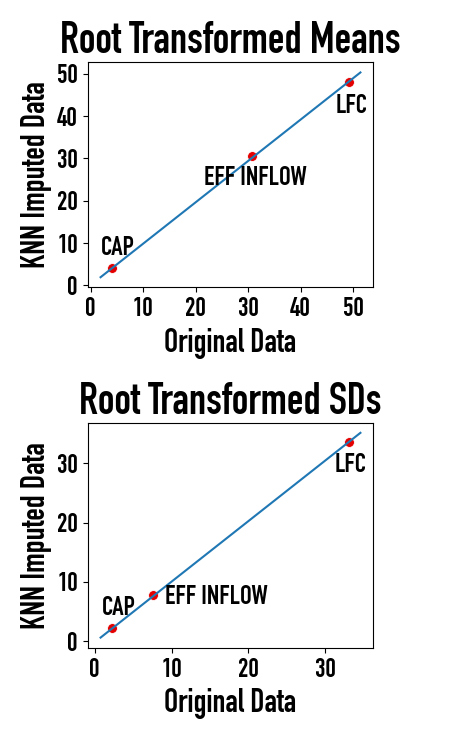 Root Transformed Means
50
40
30
20
10
0
KNN Imputed Data
CAP
EFF INFLOW
LFC
0 10 20 30 40 50
Original Data
Root Transformed SDs
30
20
10
0
KNN Imputed Data
CAP
EFF INFLOW
LFC
0 10 20 30
Original Data